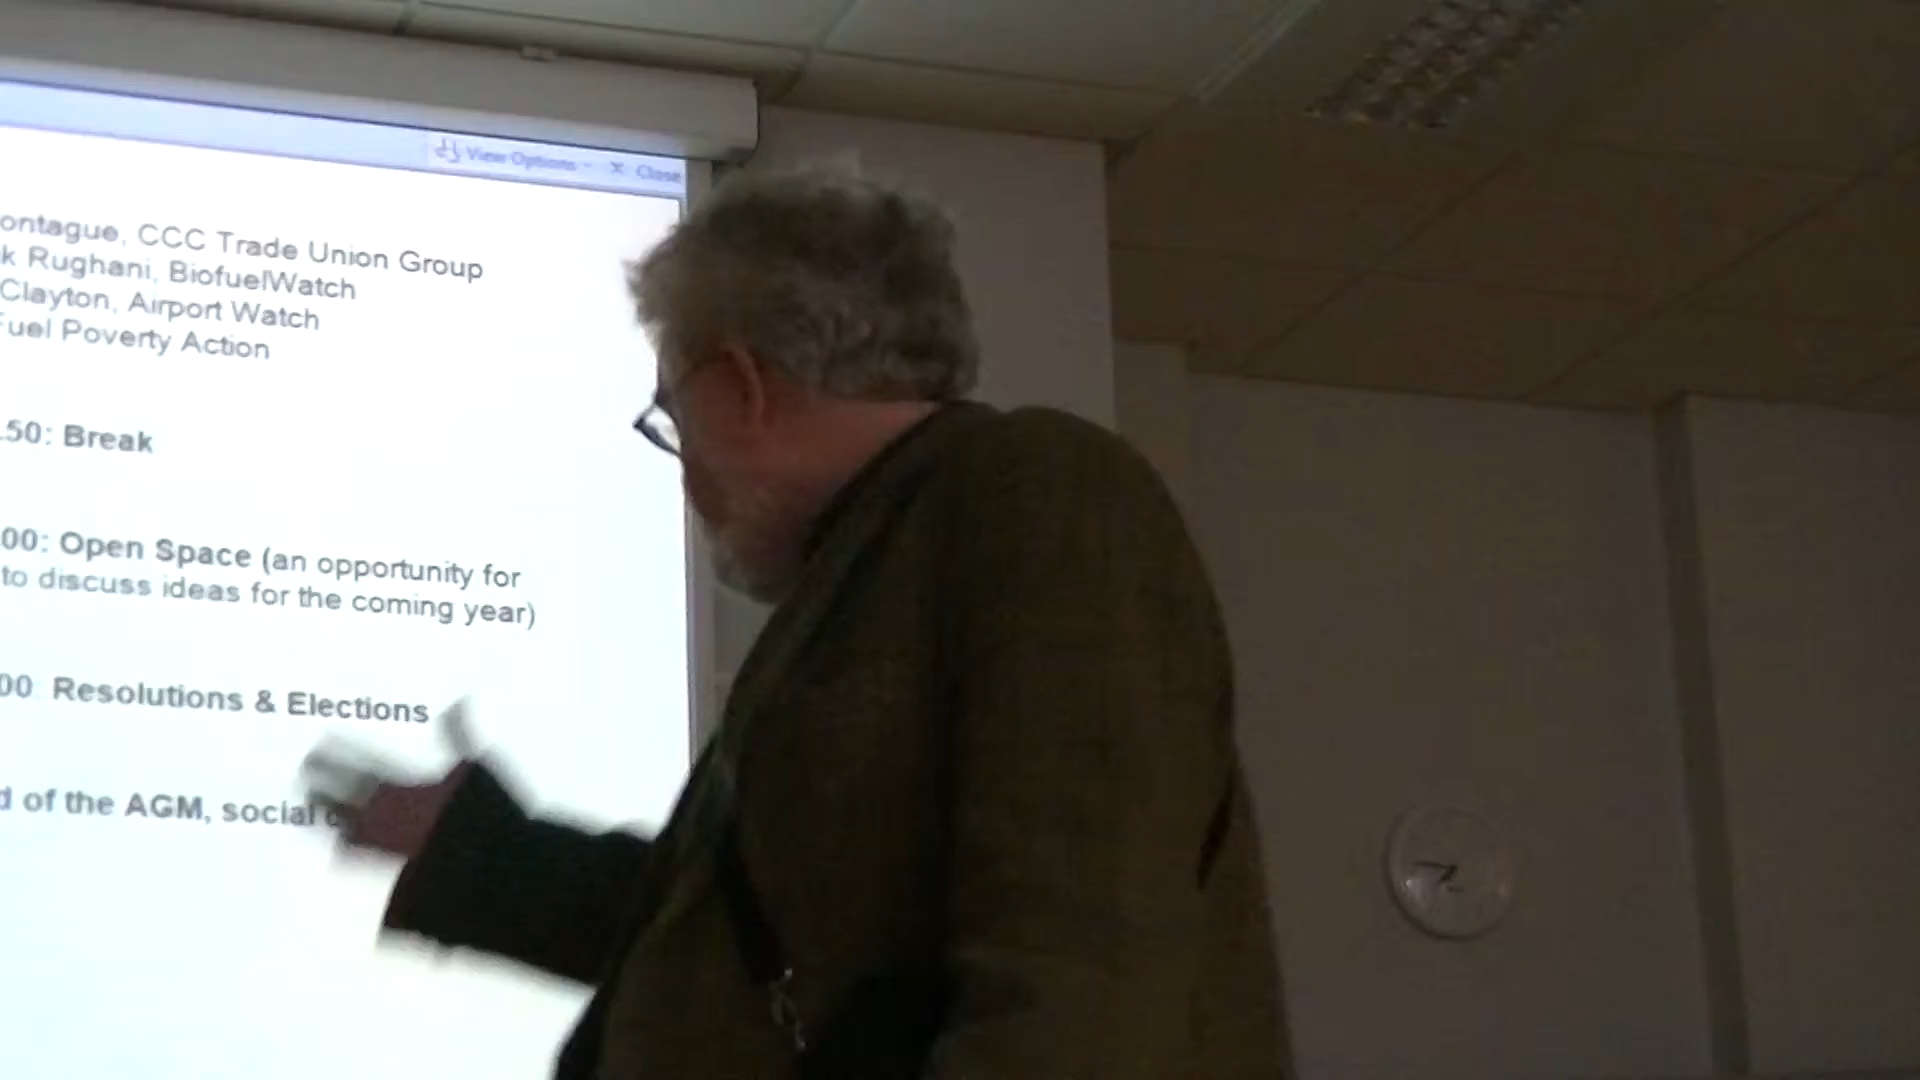 View Options
Close
ontague, CCC Trade Union Group
k Rughani, BiofuelWatch
Clayton, Airport Watch
Fuel Poverty Action
.50: Break
00: Open Space (an opportunity for
to discuss ideas for the coming year)
00 Resolutions & Elections
d of the AGM, social